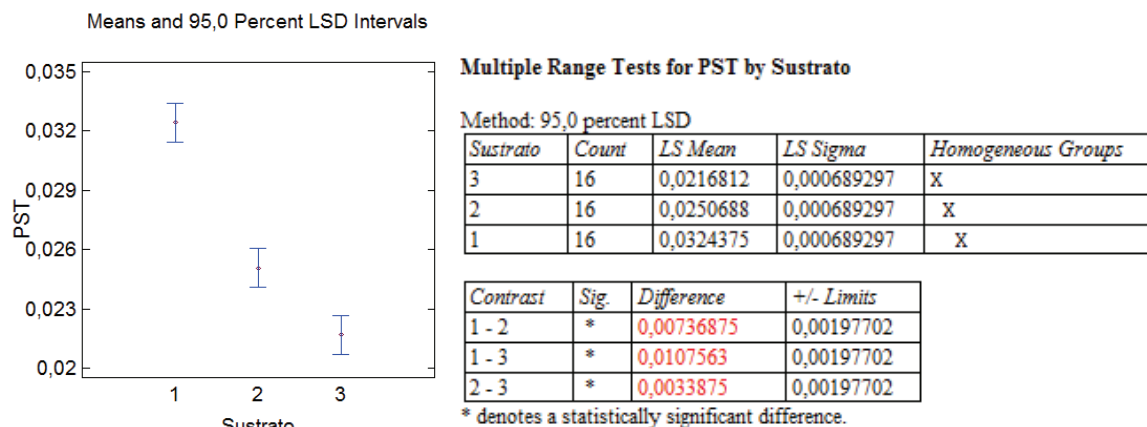 Means and 95,0 Percent LSD Intervals
0,035
0,032
0,029
0,026
0,023
0,02
PST
1 2 3
Sustrato
Multiple Range Tests for PST by Sustrato
Method: 95,0 percent LSD
Sustrato Count LS Mean LS Sigma Homogeneous Groups
3 16 0,0216812 0,000689297 X
2 16 0,0250688 0,000689297 X
1 16 0,0324375 0,000689297 X
Contrast Sig. Difference +/- Limits
1 - 2 * 0,00736875 0,00197702
1 - 3 * 0,0107563 0,00197702
2 - 3 * 0,0033875 0,00197702
* denotes a statistically significant difference.